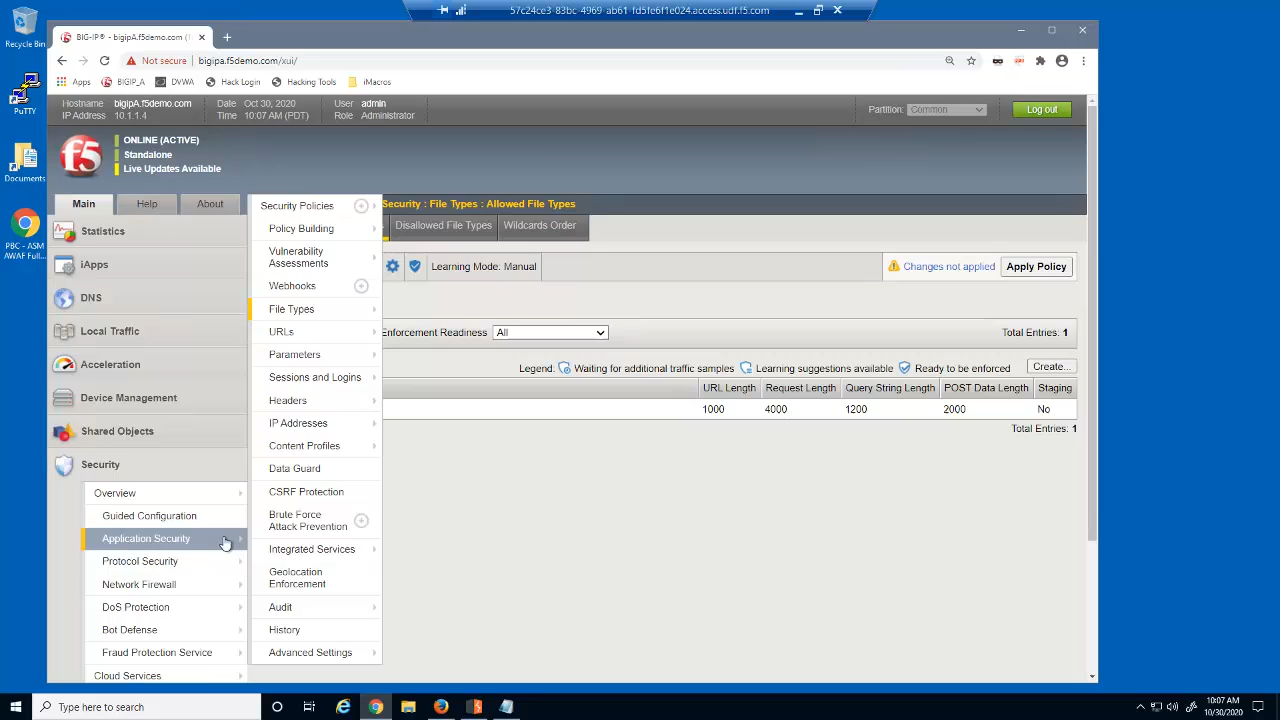 57c24ce3-83bc-4969-ab61-fd5fe6f1e024.access.udf.f5.com
Recycle Bin
PuTTY
Documents
PBC - ASM
AWAF Full...
BIG-IP® - bigipA.f5demo.com (1
Not secure
bigipa.f5demo.com/xui/
Apps
BIGIP_A
DVWA
Hack Login
Hacking Tools
iMacros
Hostname bigipA.f5demo.com Date Oct 30, 2020 User admin
IP Address 10.1.1.4 Time 10:07 AM (PDT) Role Administrator
Partition: Common
Log out
f5
ONLINE (ACTIVE)
Standalone
Live Updates Available
Main
Help
About
Security : File Types : Allowed File Types
Disallowed File Types
Wildcards Order
Learning Mode: Manual
Changes not applied
Apply Policy
Enforcement Readiness All
Total Entries: 1
Legend: Waiting for additional traffic samples Learning suggestions available Ready to be enforced
Create...
URL Length Request Length Query String Length POST Data Length Staging
1000 4000 1200 2000 No
Total Entries: 1
Statistics
iApps
DNS
Local Traffic
Acceleration
Device Management
Shared Objects
Security
Overview
Guided Configuration
Application Security
Protocol Security
Network Firewall
DoS Protection
Bot Defense
Fraud Protection Service
Cloud Services
Security Policies
Policy Building
Vulnerability
Assessments
Webhooks
File Types
URLs
Parameters
Sessions and Logins
Headers
IP Addresses
Content Profiles
Data Guard
CSRF Protection
Brute Force
Attack Prevention
Integrated Services
Geolocation
Enforcement
Audit
History
Advanced Settings
Type here to search
10:07 AM
10/30/2020